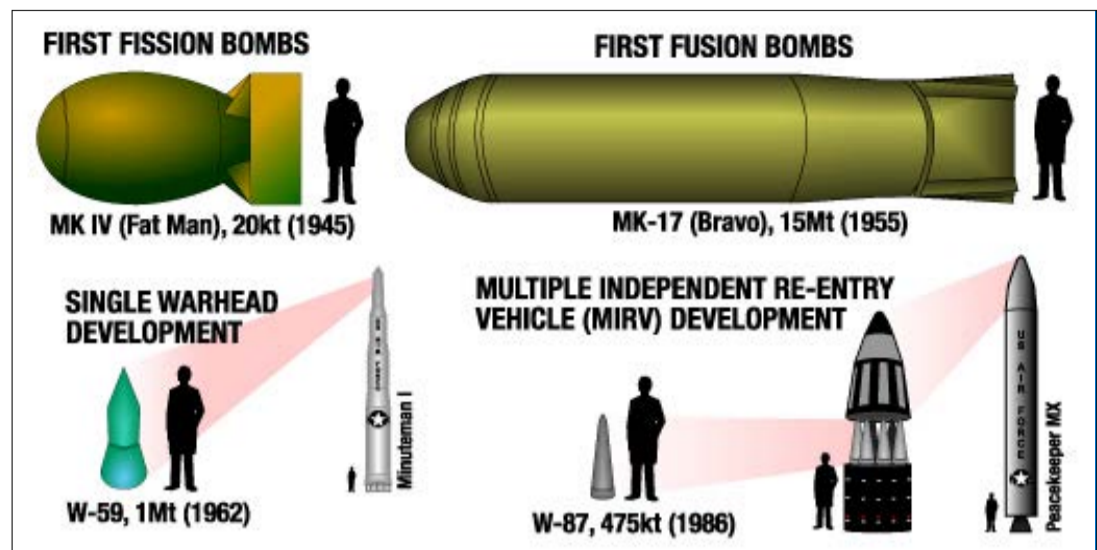 FIRST FISSION BOMBS
FIRST FUSION BOMBS
MK IV (Fat Man), 20kt (1945)
MK-17 (Bravo), 15Mt (1955)
SINGLE WARHEAD
DEVELOPMENT
MULTIPLE INDEPENDENT RE-ENTRY
VEHICLE (MIRV) DEVELOPMENT
Minuteman I
US AIR FORCE
Peacekeeper MX
W-59, 1Mt (1962)
W-87, 475kt (1986)